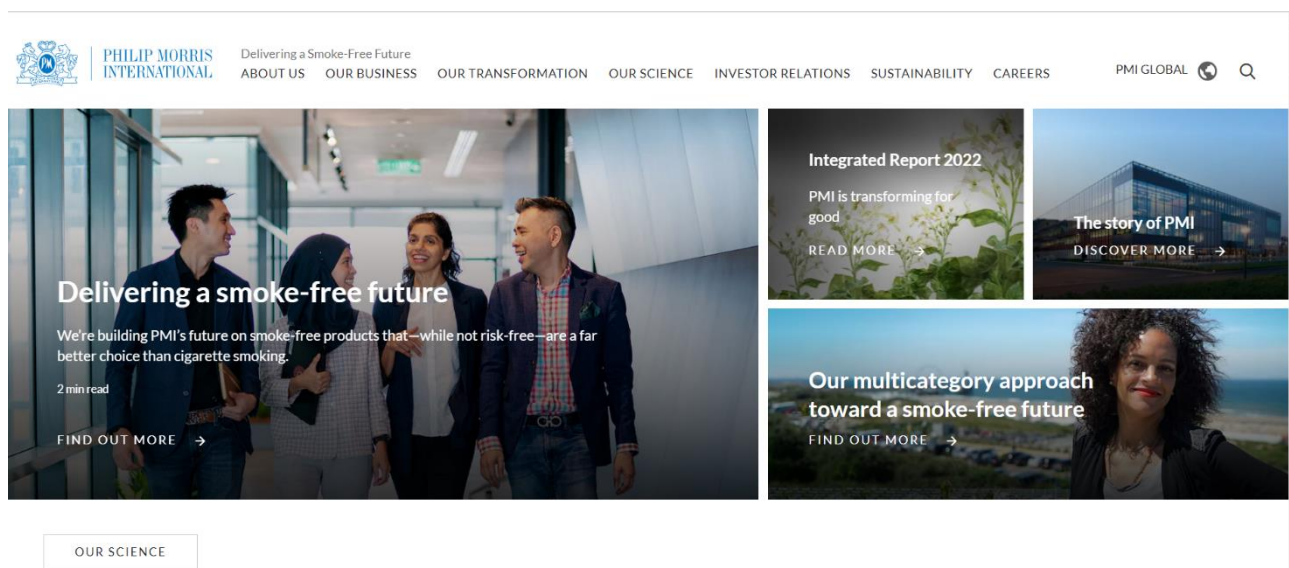 PHILIP MORRIS
INTERNATIONAL
Delivering a Smoke-Free Future
ABOUT US OUR BUSINESS OUR TRANSFORMATION OUR SCIENCE INVESTOR RELATIONS SUSTAINABILITY CAREERS
PMI GLOBAL
Delivering a smoke-free future
We're building PMI's future on smoke-free products that—while not risk-free—are a far
better choice than cigarette smoking.
2 min read
FIND OUT MORE →
Integrated Report 2022
PMI is transforming for
good
READ MORE →
The story of PMI
DISCOVER MORE →
Our multicategory approach
toward a smoke-free future
FIND OUT MORE →
OUR SCIENCE